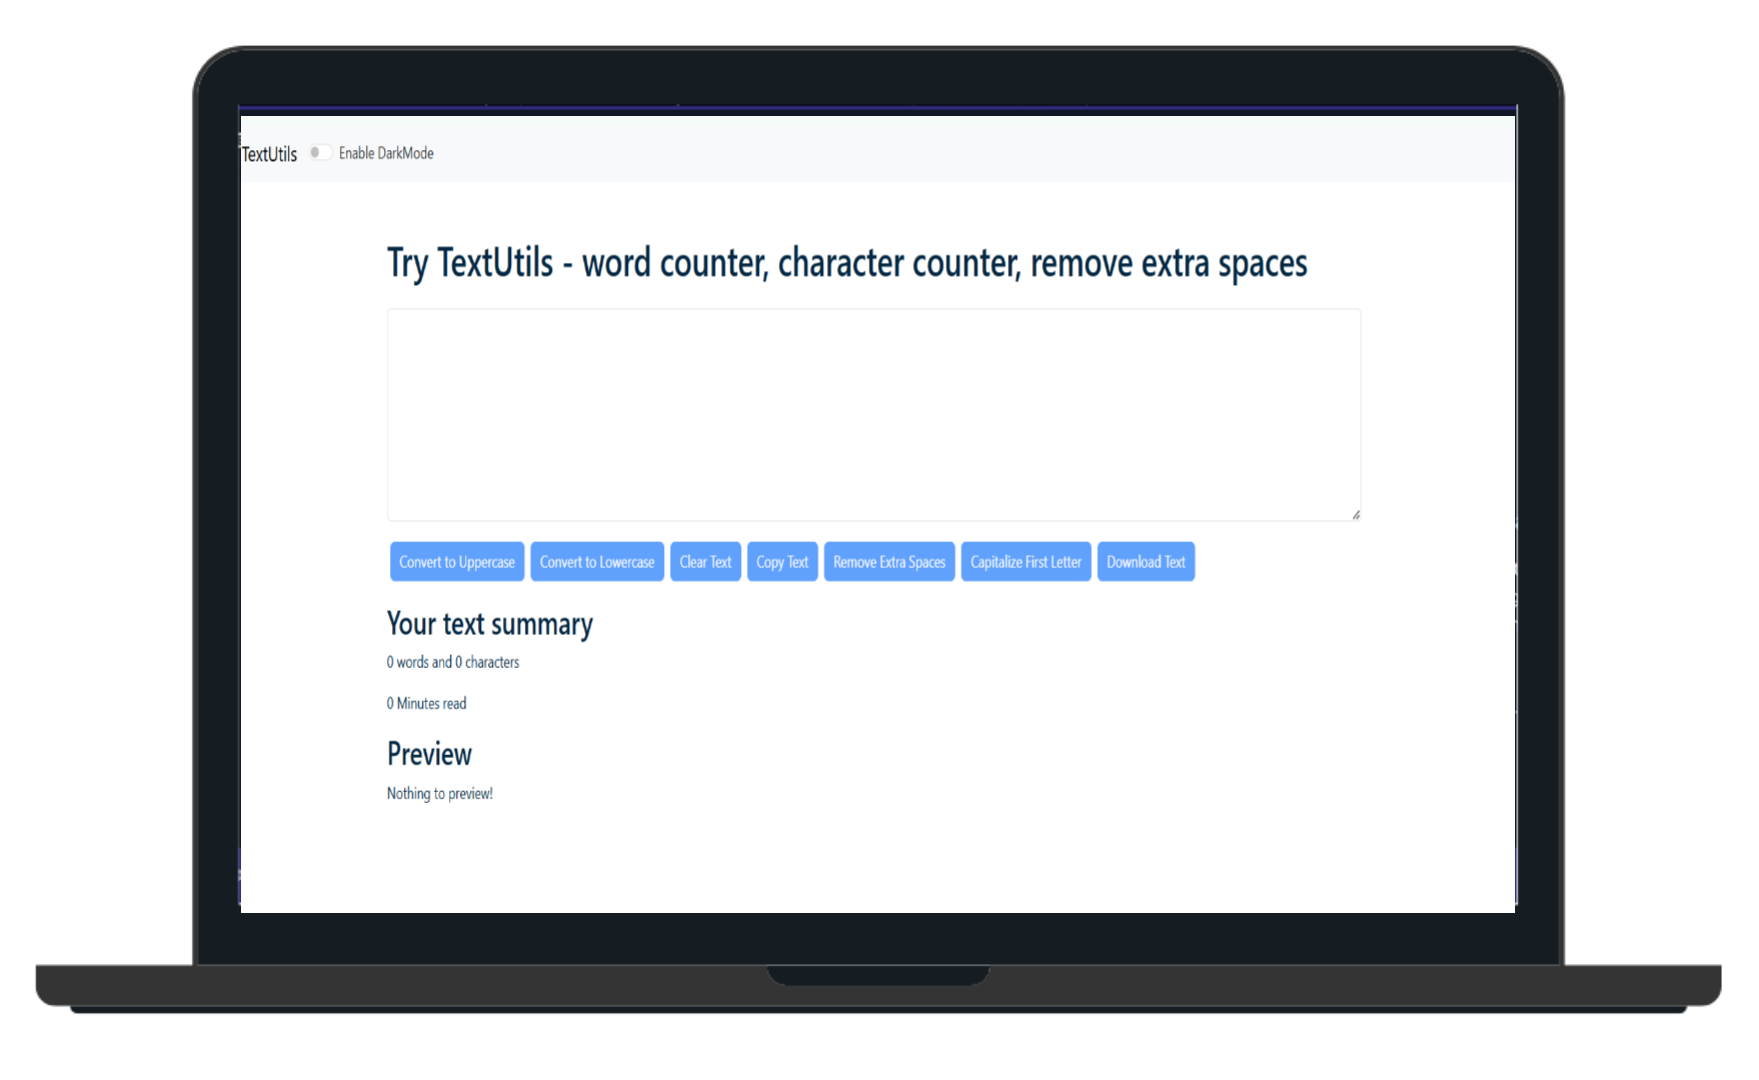 TextUtils Enable DarkMode
Try TextUtils - word counter, character counter, remove extra spaces
Convert to Uppercase Convert to Lowercase Clear Text Copy Text Remove Extra Spaces Capitalize First Letter Download Text
Your text summary
0 words and 0 characters
0 Minutes read
Preview
Nothing to preview!